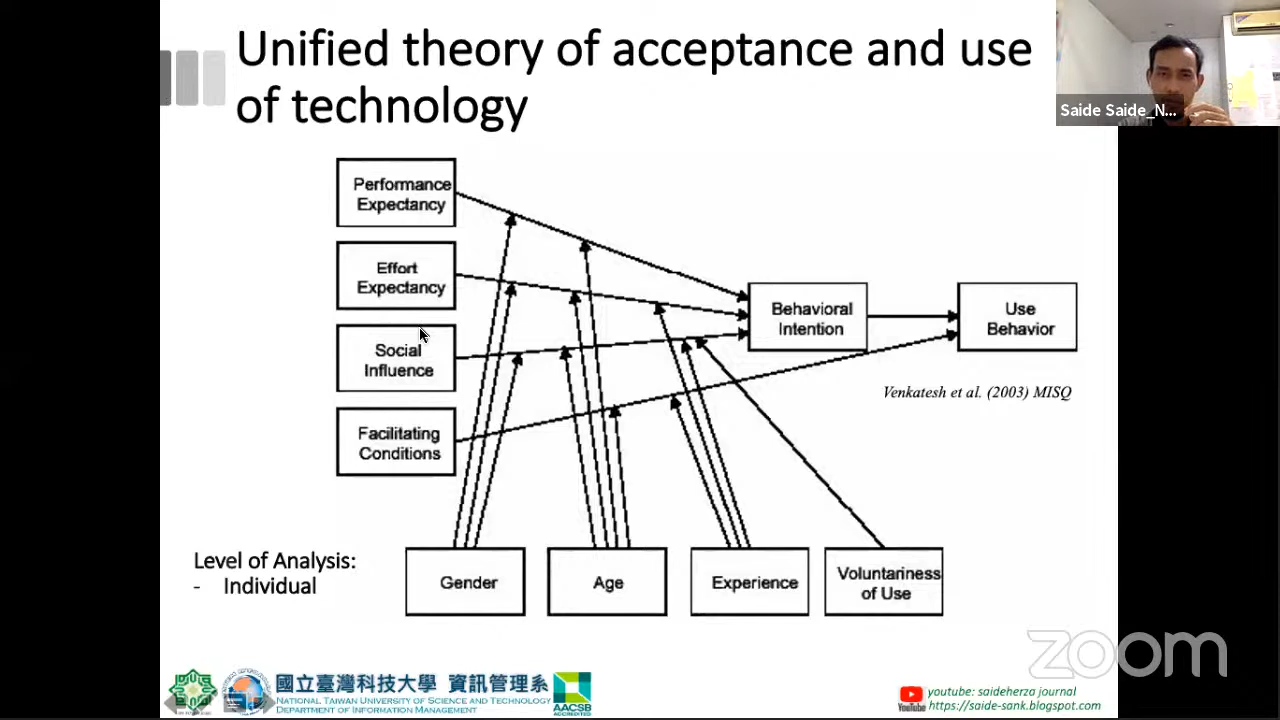 Unified theory of acceptance and use
of technology
Saide Saide_N...
Performance
Expectancy
Effort
Expectancy
Social
Influence
Facilitating
Conditions
Behavioral
Intention
Use
Behavior
Venkatesh et al. (2003) MISQ
Level of Analysis:
- Individual
Gender
Age
Experience
Voluntariness
of Use
zoom
國立臺灣科技大學 資訊管理系
NATIONAL TAIWAN UNIVERSITY OF SCIENCE AND TECHNOLOGY
DEPARTMENT OF INFORMATION MANAGEMENT
AACSB
ACCREDITED
YouTube
youtube: saideherza journal
https://saide-sank.blogspot.com